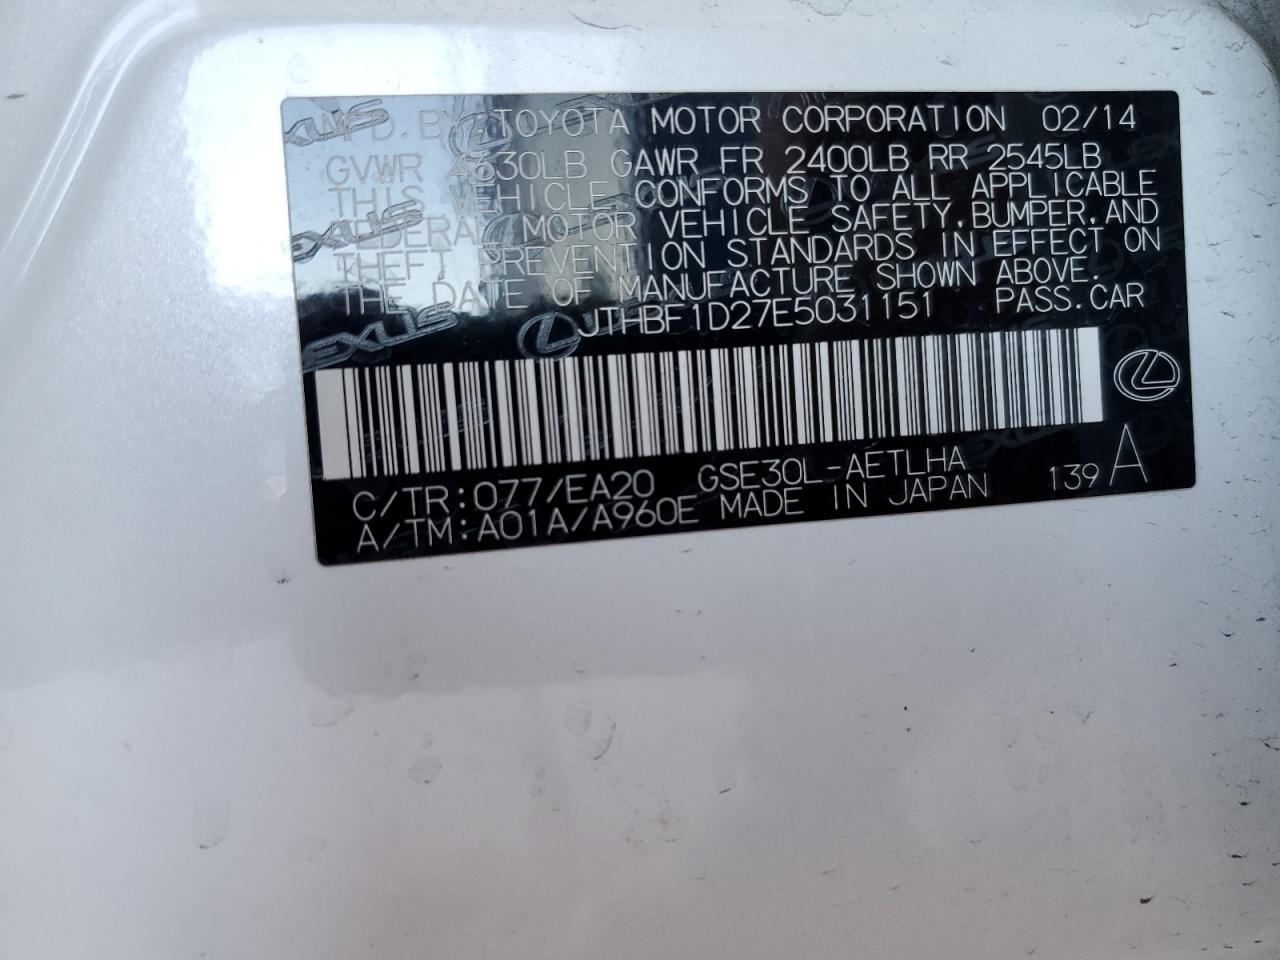 MFD. BY TOYOTA MOTOR CORPORATION 02/14
GVWR 4630LB GAWR FR 2400LB RR 2545LB
THIS VEHICLE CONFORMS TO ALL APPLICABLE
FEDERAL MOTOR VEHICLE SAFETY, BUMPER, AND
THEFT PREVENTION STANDARDS IN EFFECT ON
THE DATE OF MANUFACTURE SHOWN ABOVE.
JTHBF1D27E5031151 PASS.CAR
C/TR:077/EA20 GSE30L-AETLHA 139 A
A/TM:A01A/A960E MADE IN JAPAN